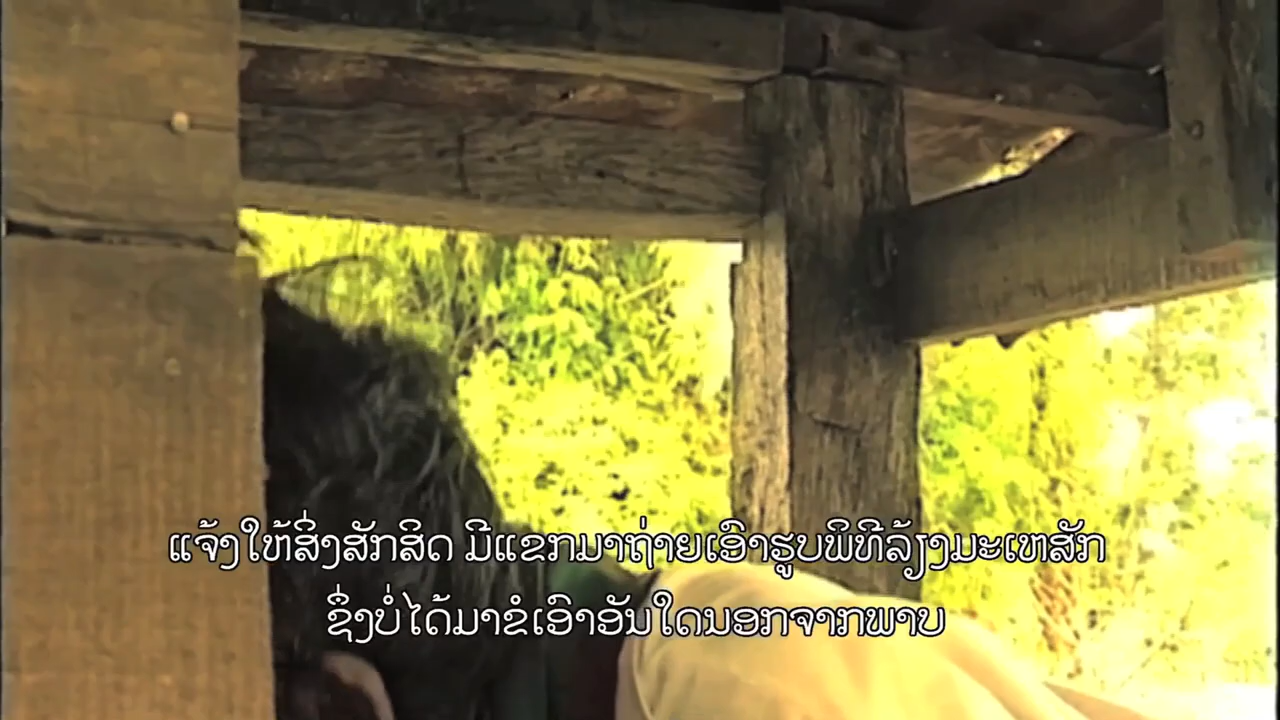 ແຈ້ງໃຫ້ສິ່ງສັກສິດ ມີແຂກມາຖ່າຍເອົາຮູບພິທີລ້ຽງມະເຫສັກ
ຊຶ່ງບໍ່ໄດ້ມາຂໍເອົາອັນໃດນອກຈາກພາບ